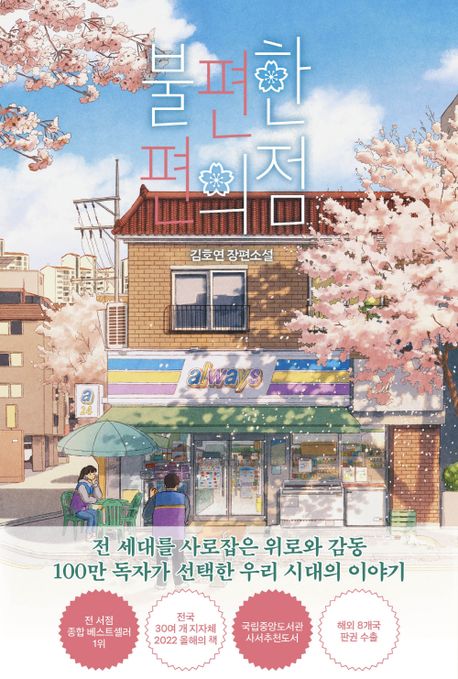 불편한
편의점
김호연 장편소설
always
a
24
전 세대를 사로잡은 위로와 감동
100만 독자가 선택한 우리 시대의 이야기
전 서점
종합 베스트셀러
1위
전국
30여 개 지자체
2022 올해의 책
국립중앙도서관
사서추천도서
해외 8개국
판권 수출